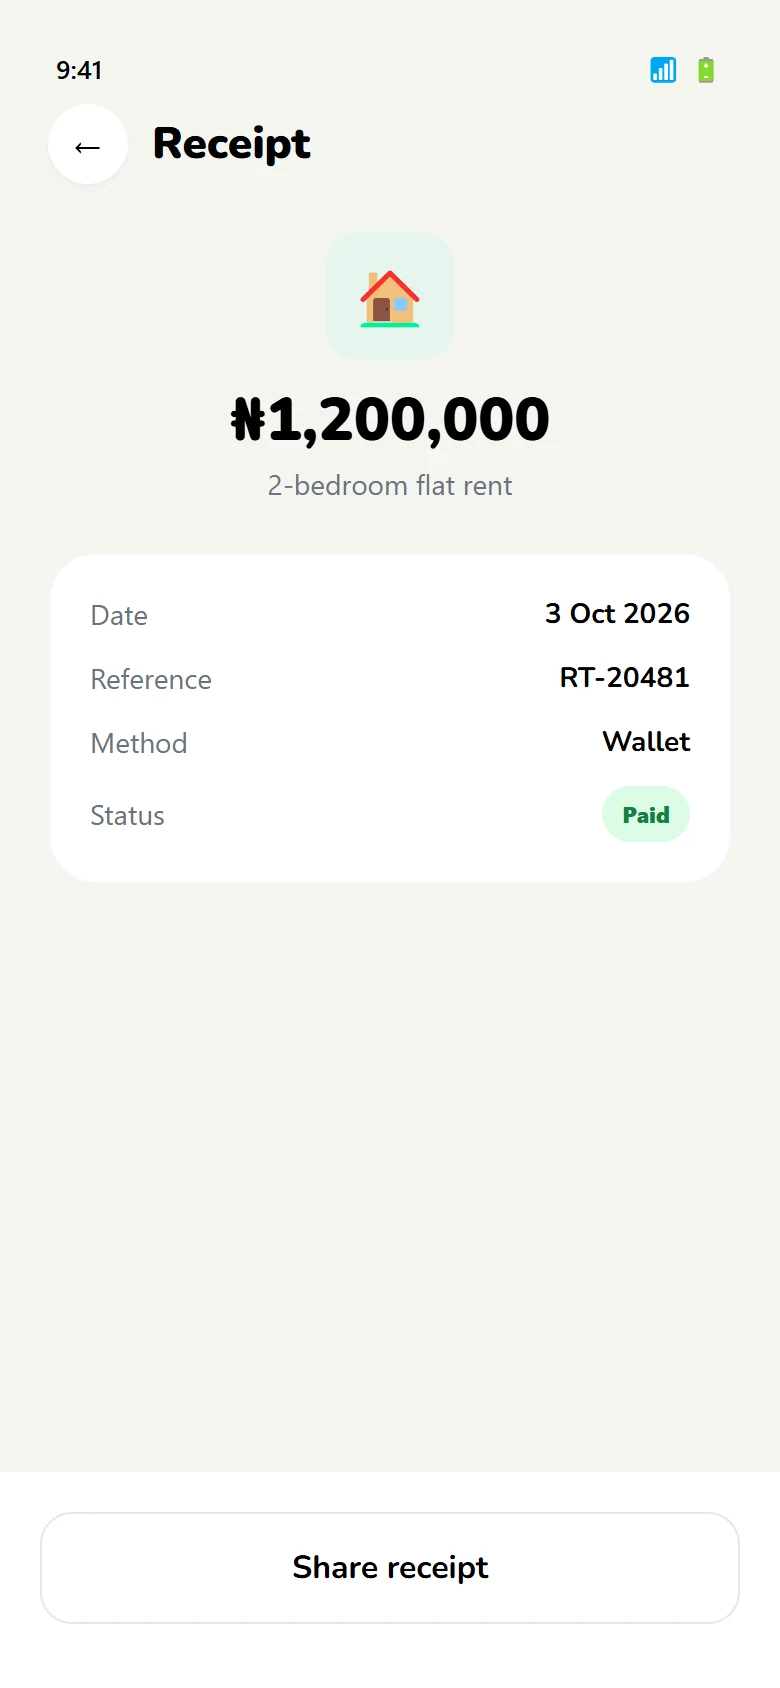 9:41
← Receipt
₦1,200,000
2-bedroom flat rent
Date 3 Oct 2026
Reference RT-20481
Method Wallet
Status Paid
Share receipt